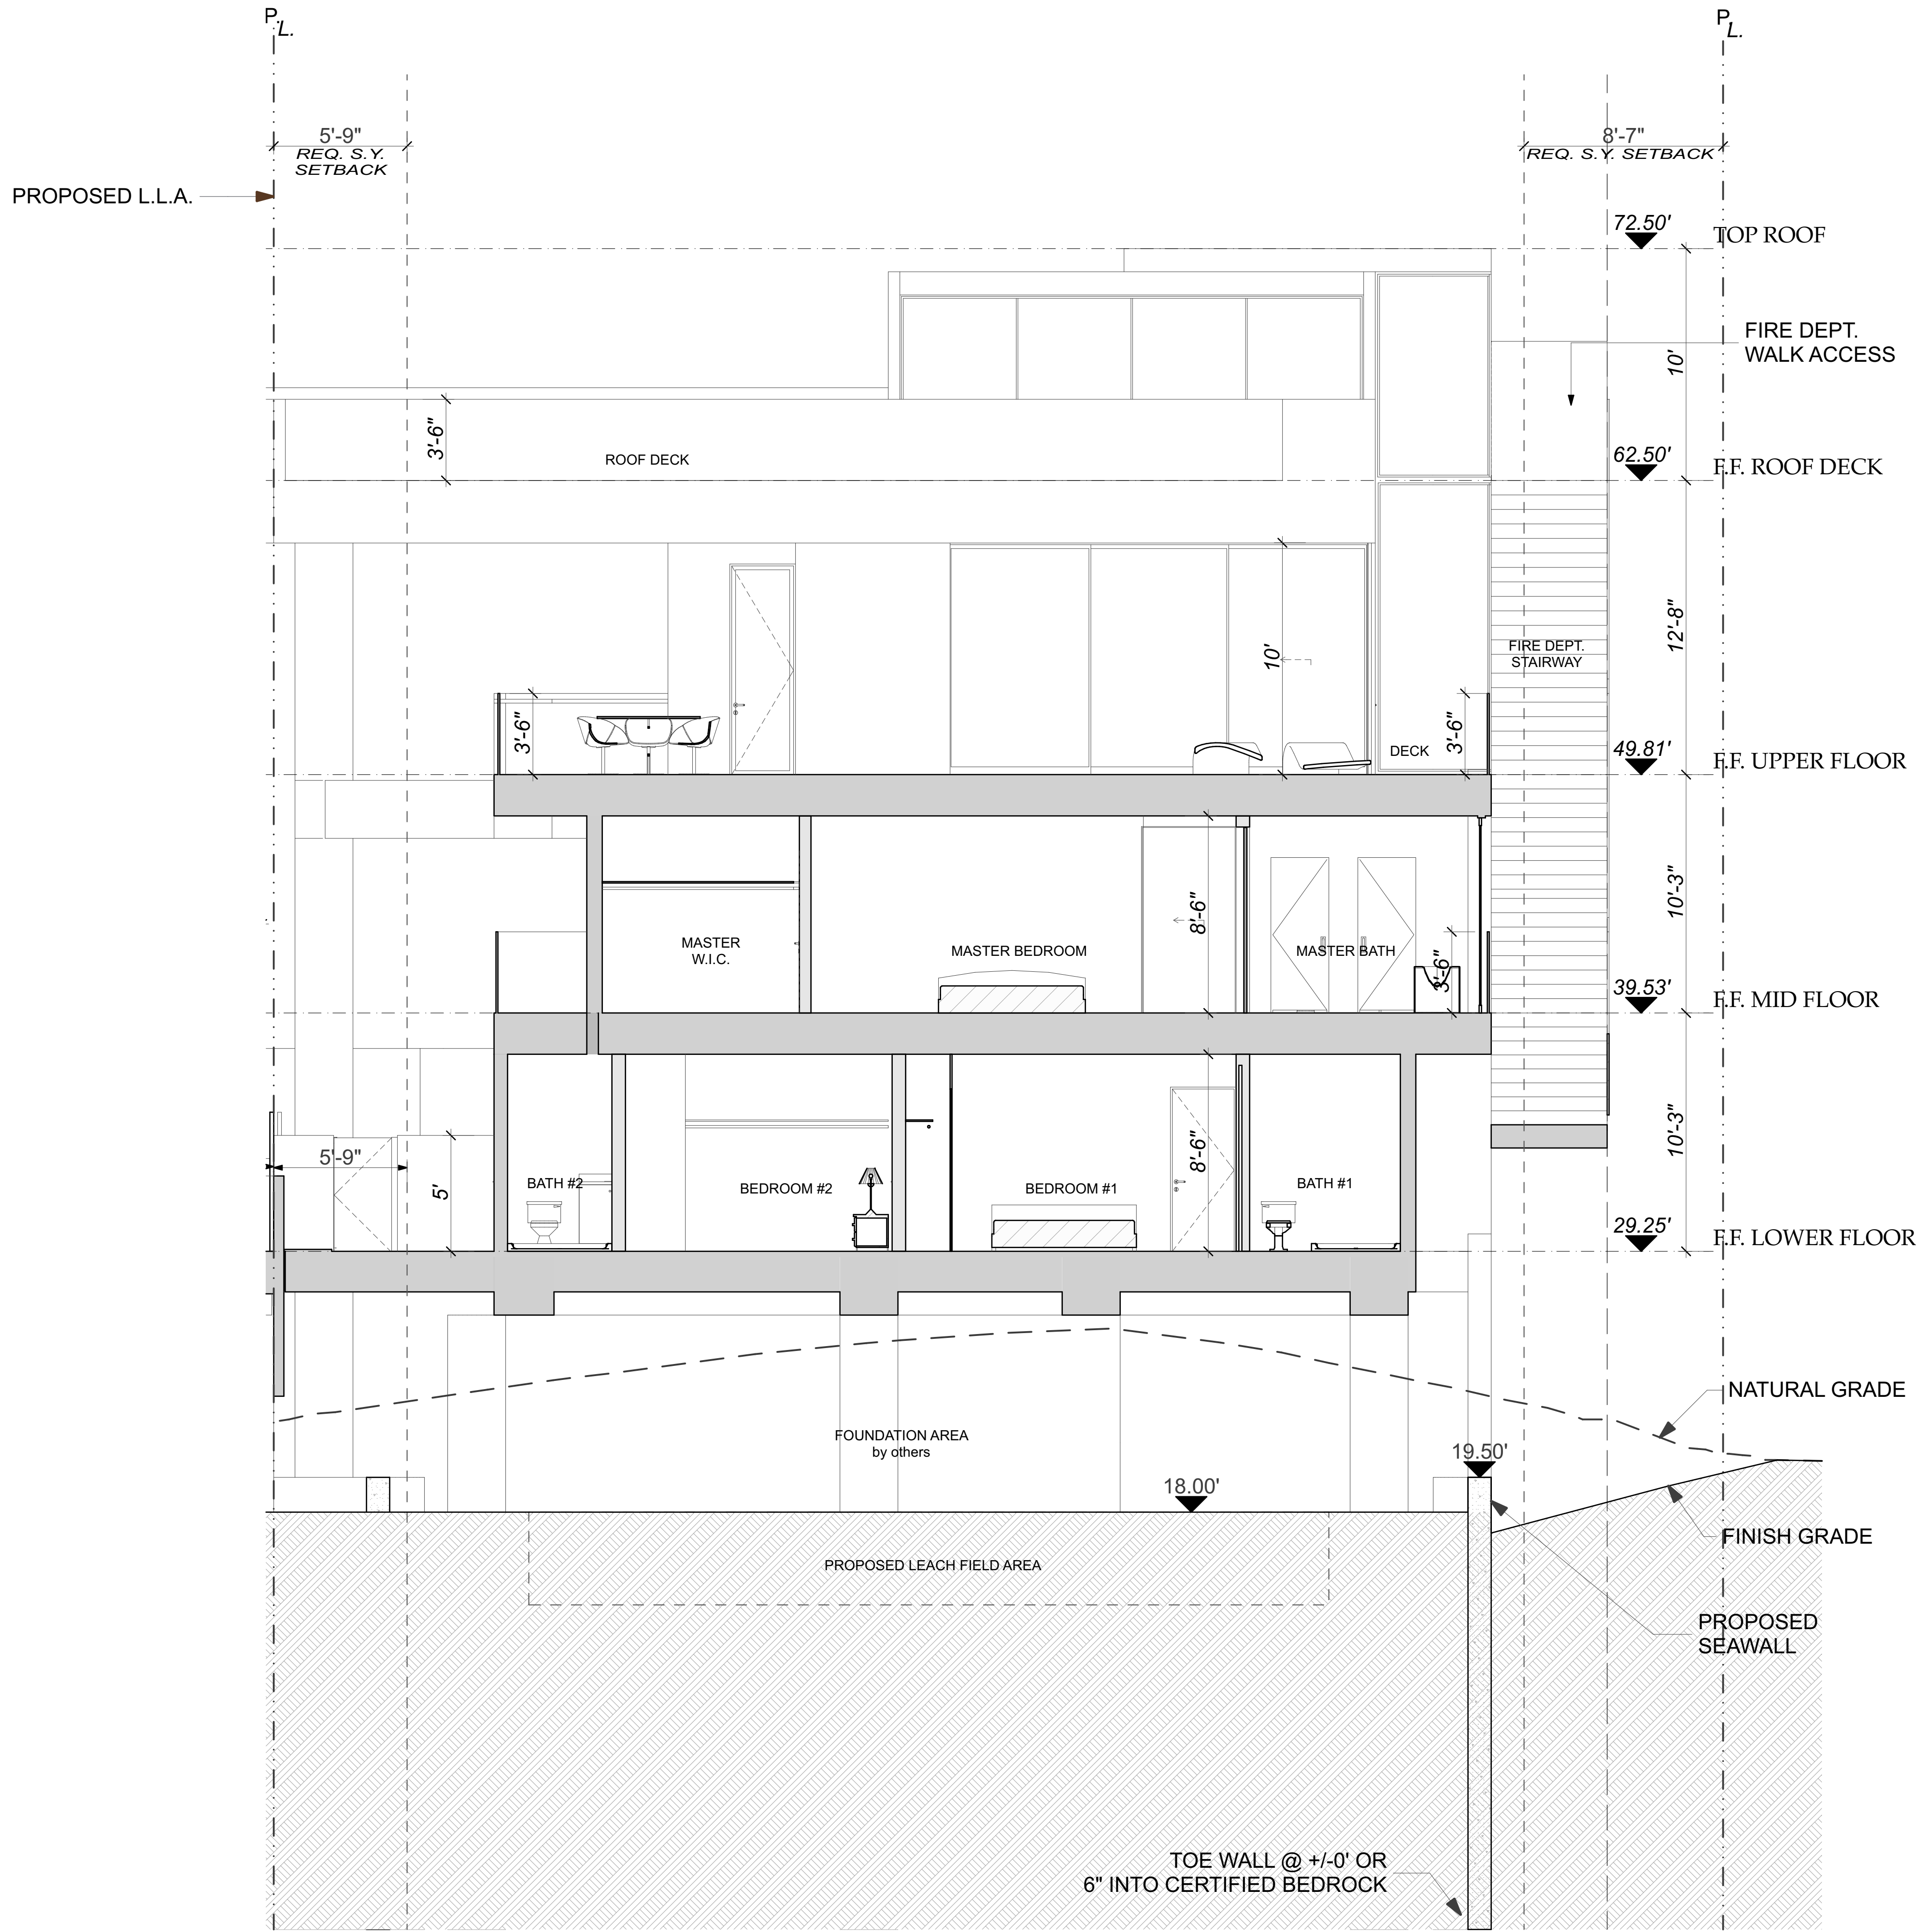 P.L.
P.L.
5'-9"
REQ. S.Y.
SETBACK
8'-7"
REQ. S.Y. SETBACK
PROPOSED L.L.A.
72.50'
TOP ROOF
FIRE DEPT.
WALK ACCESS
10'
3'-6"
ROOF DECK
62.50'
F.F. ROOF DECK
12'-8"
10'
FIRE DEPT.
STAIRWAY
3'-6"
3'-6"
DECK
49.81'
F.F. UPPER FLOOR
10'-3"
8'-6"
MASTER
W.I.C.
MASTER BEDROOM
MASTER BATH
3'-6"
39.53'
F.F. MID FLOOR
10'-3"
5'-9"
5'
8'-6"
BATH #2
BEDROOM #2
BEDROOM #1
BATH #1
29.25'
F.F. LOWER FLOOR
NATURAL GRADE
FOUNDATION AREA
by others
19.50'
18.00'
FINISH GRADE
PROPOSED LEACH FIELD AREA
PROPOSED
SEAWALL
TOE WALL @ +/-0' OR
6" INTO CERTIFIED BEDROCK